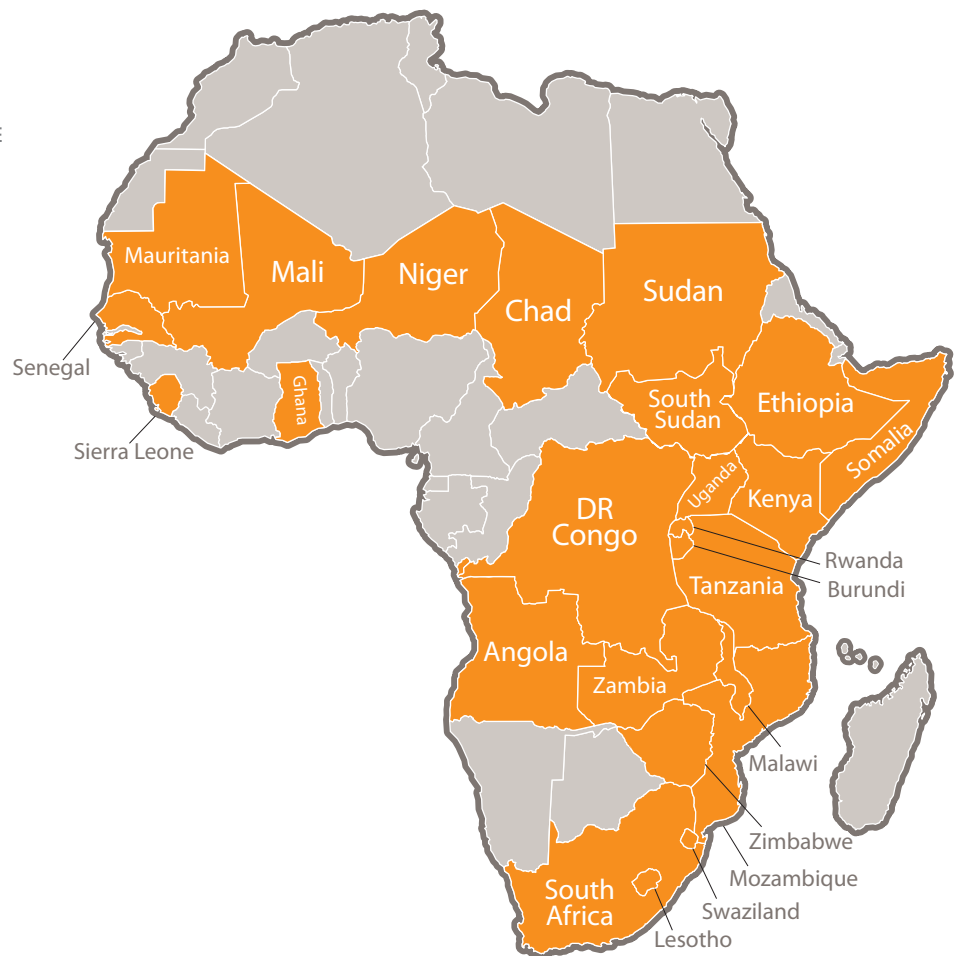 E
Mauritania
Mali
Niger
Chad
Sudan
Senegal
Ghana
South
Sudan
Ethiopia
Sierra Leone
Somalia
Uganda
Kenya
DR
Congo
Rwanda
Burundi
Tanzania
Angola
Zambia
Malawi
Zimbabwe
Mozambique
South
Africa
Swaziland
Lesotho